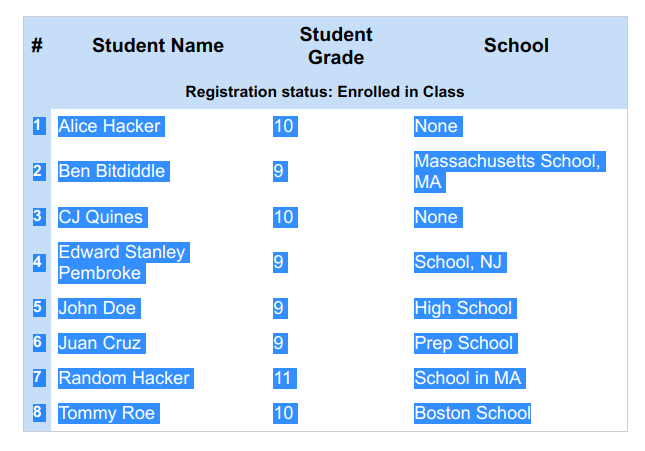 # Student Name Student Grade School
Registration status: Enrolled in Class
1 Alice Hacker 10 None
2 Ben Bitdiddle 9 Massachusetts School, MA
3 CJ Quines 10 None
4 Edward Stanley Pembroke 9 School, NJ
5 John Doe 9 High School
6 Juan Cruz 9 Prep School
7 Random Hacker 11 School in MA
8 Tommy Roe 10 Boston School